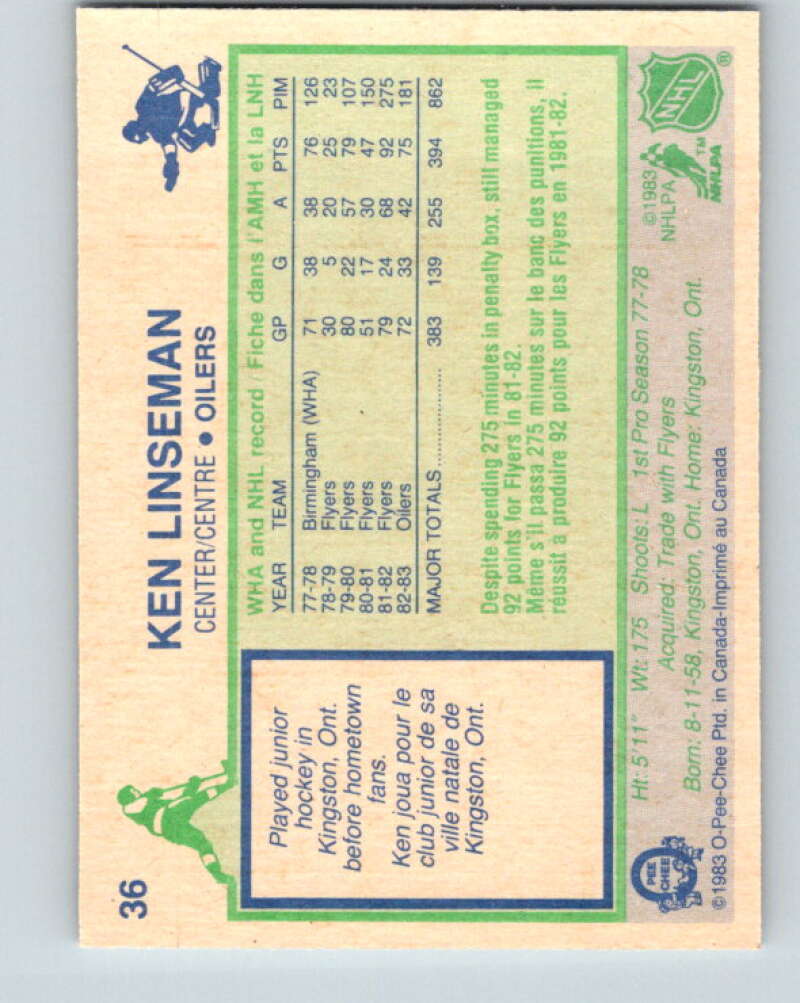 36
KEN LINSEMAN
CENTER/CENTRE ● OILERS
Played junior
hockey in
Kingston, Ont.
before hometown
fans.
Ken joua pour le
club junior de sa
ville natale de
Kingston, Ont.
WHA and NHL record / Fiche dans l'AMH et la LNH
YEAR TEAM GP G A PTS PIM
77-78 Birmingham (WHA) 71 38 38 76 126
78-79 Flyers 30 5 20 25 23
79-80 Flyers 80 22 57 79 107
80-81 Flyers 51 17 30 47 150
81-82 Flyers 79 24 68 92 275
82-83 Oilers 72 33 42 75 181
MAJOR TOTALS .................. 383 139 255 394 862
Despite spending 275 minutes in penalty box, still managed
92 points for Flyers in 81-82.
Même s'il passa 275 minutes sur le banc des punitions, il
réussit à produire 92 points pour les Flyers en 1981-82.
Ht: 5'11" Wt: 175 Shoots: L 1st Pro Season 77-78
Acquired: Trade with Flyers
Born: 8-11-58, Kingston, Ont. Home: Kingston, Ont.
©1983 O-Pee-Chee Ptd. in Canada-Imprimé au Canada
O
PEE
CHEE
©1983
NHLPA
NHL ®
NHLPA ™